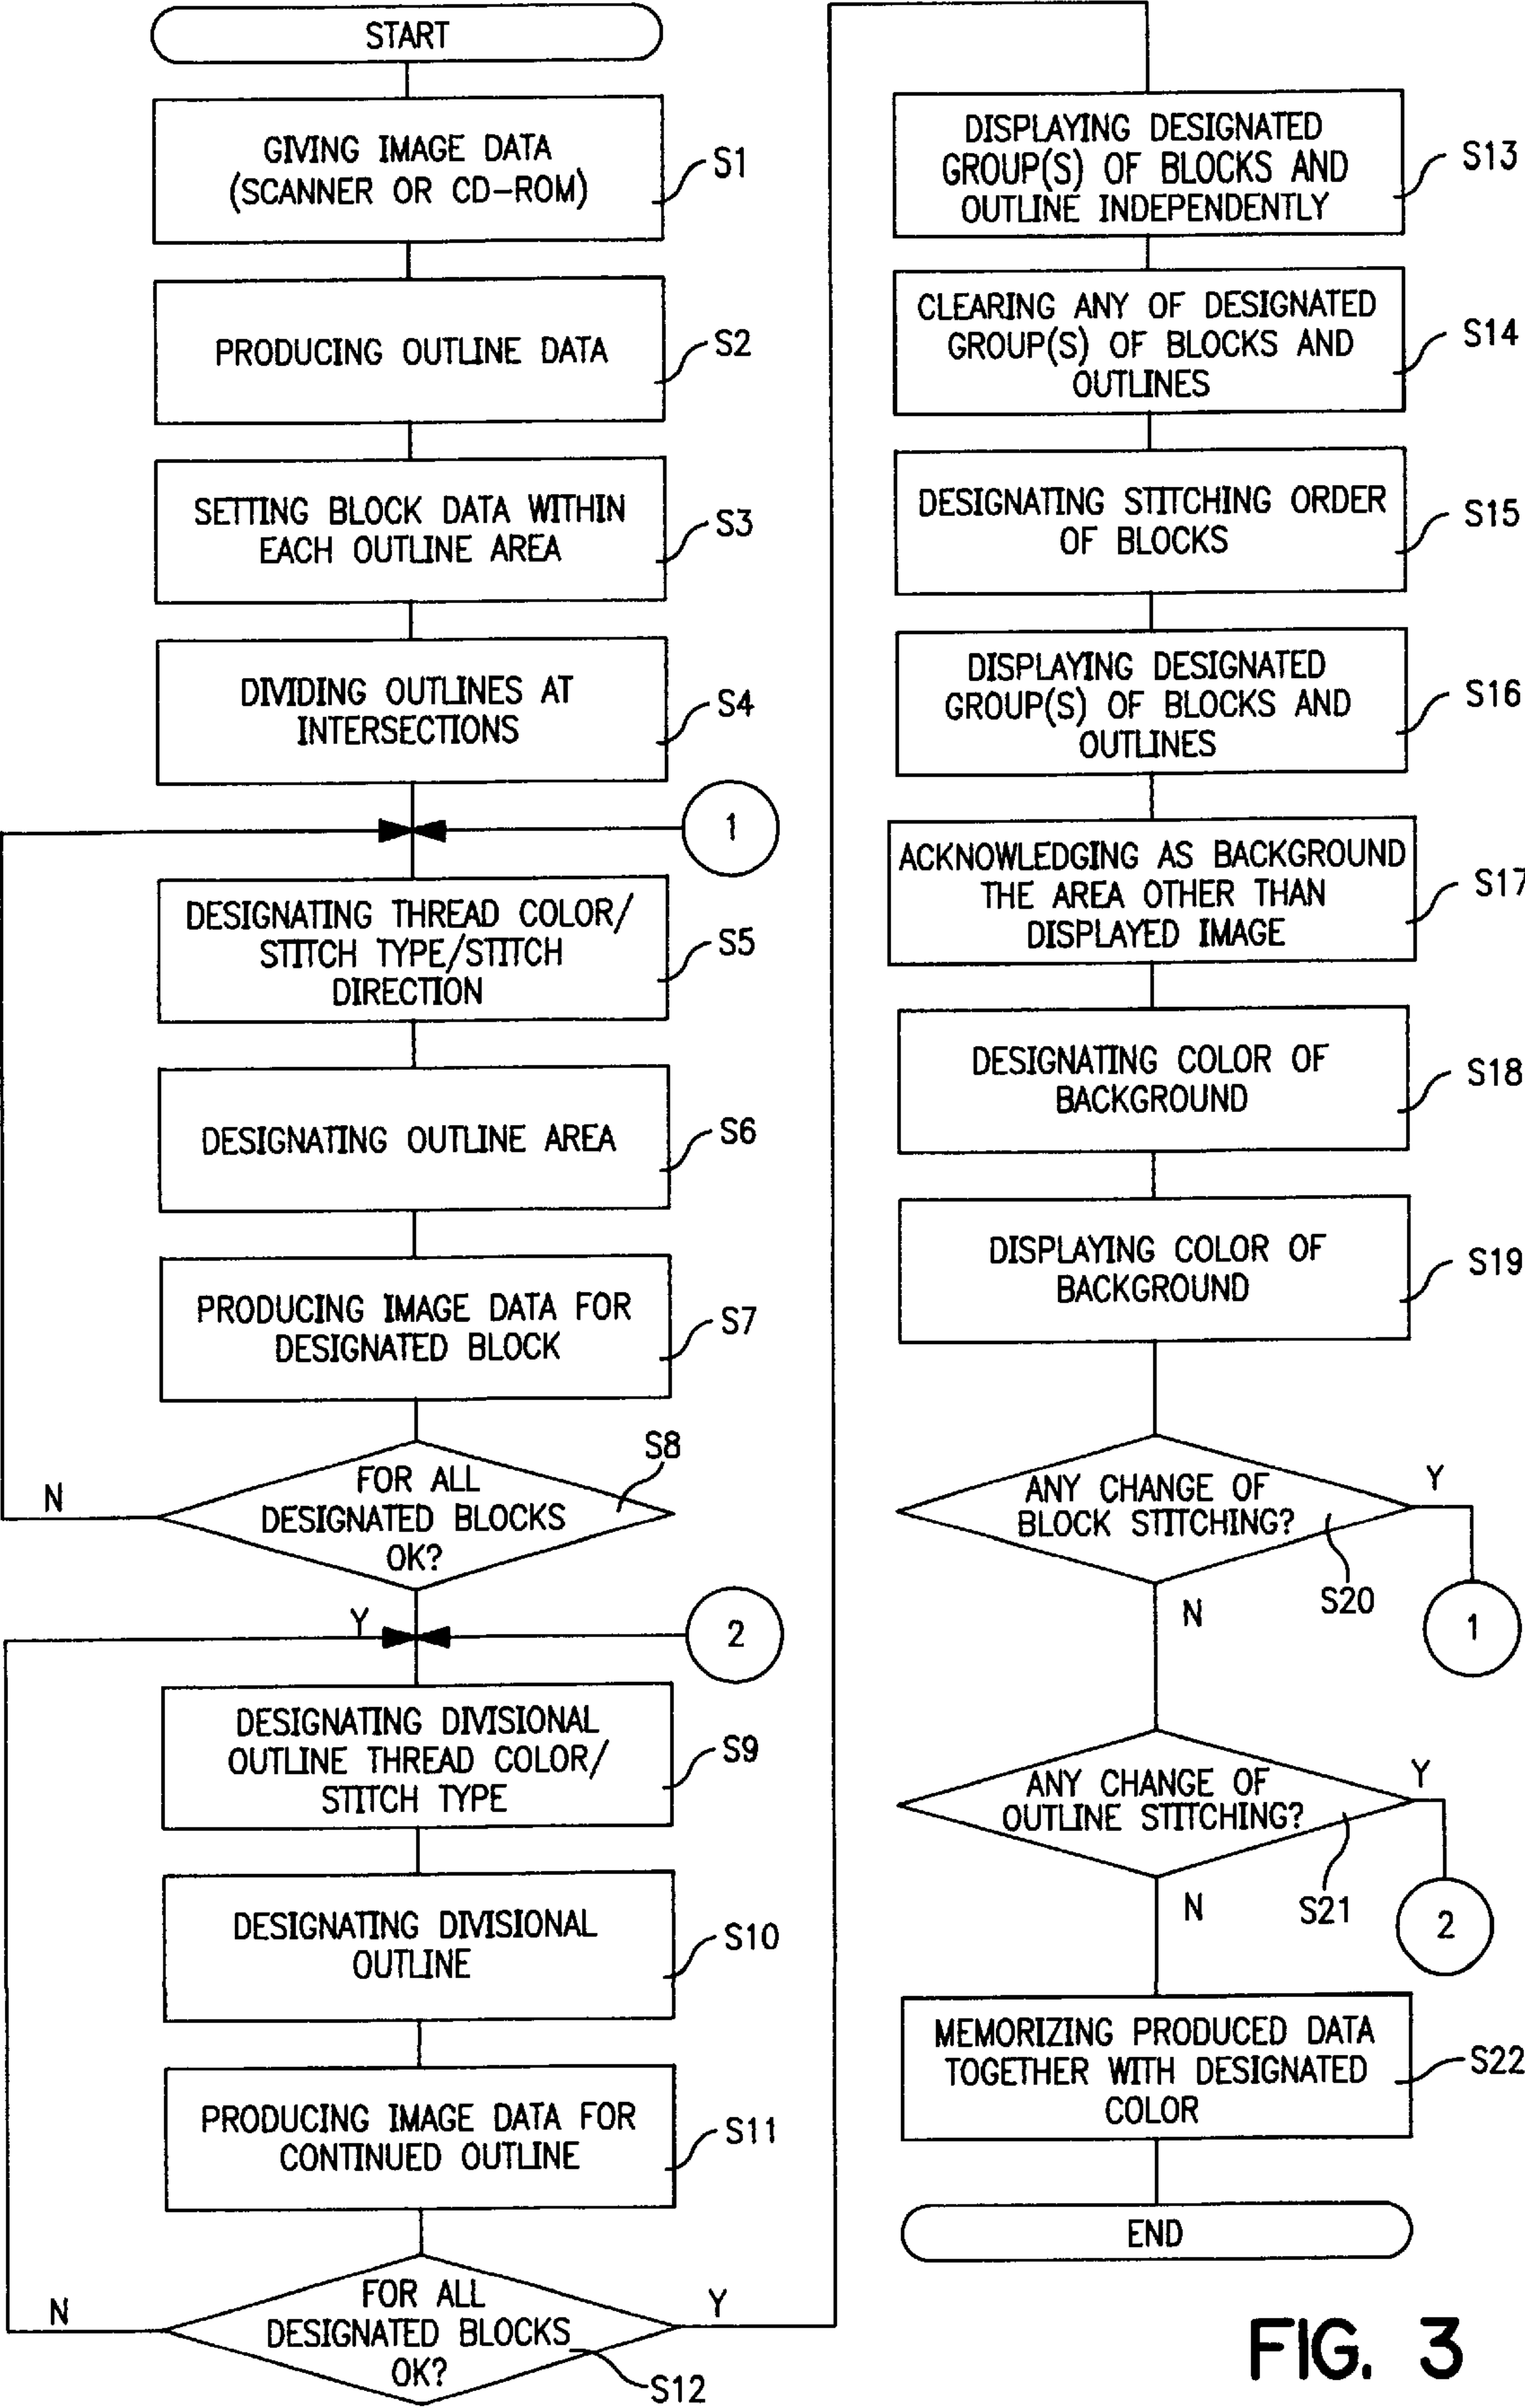 START
GIVING IMAGE DATA
(SCANNER OR CD-ROM)
S1
PRODUCING OUTLINE DATA
S2
SETTING BLOCK DATA WITHIN
EACH OUTLINE AREA
S3
DIVIDING OUTLINES AT
INTERSECTIONS
S4
1
DESIGNATING THREAD COLOR/
STITCH TYPE/STITCH
DIRECTION
S5
DESIGNATING OUTLINE AREA
S6
PRODUCING IMAGE DATA FOR
DESIGNATED BLOCK
S7
FOR ALL
DESIGNATED BLOCKS
OK?
S8
N
Y
2
DESIGNATING DIVISIONAL
OUTLINE THREAD COLOR/
STITCH TYPE
S9
DESIGNATING DIVISIONAL
OUTLINE
S10
PRODUCING IMAGE DATA FOR
CONTINUED OUTLINE
S11
FOR ALL
DESIGNATED BLOCKS
OK?
S12
N
Y
DISPLAYING DESIGNATED
GROUP(S) OF BLOCKS AND
OUTLINE INDEPENDENTLY
S13
CLEARING ANY OF DESIGNATED
GROUP(S) OF BLOCKS AND
OUTLINES
S14
DESIGNATING STITCHING ORDER
OF BLOCKS
S15
DISPLAYING DESIGNATED
GROUP(S) OF BLOCKS AND
OUTLINES
S16
ACKNOWLEDGING AS BACKGROUND
THE AREA OTHER THAN
DISPLAYED IMAGE
S17
DESIGNATING COLOR OF
BACKGROUND
S18
DISPLAYING COLOR OF
BACKGROUND
S19
ANY CHANGE OF
BLOCK STITCHING?
S20
Y
1
N
ANY CHANGE OF
OUTLINE STITCHING?
S21
Y
2
N
MEMORIZING PRODUCED DATA
TOGETHER WITH DESIGNATED
COLOR
S22
END
FIG. 3